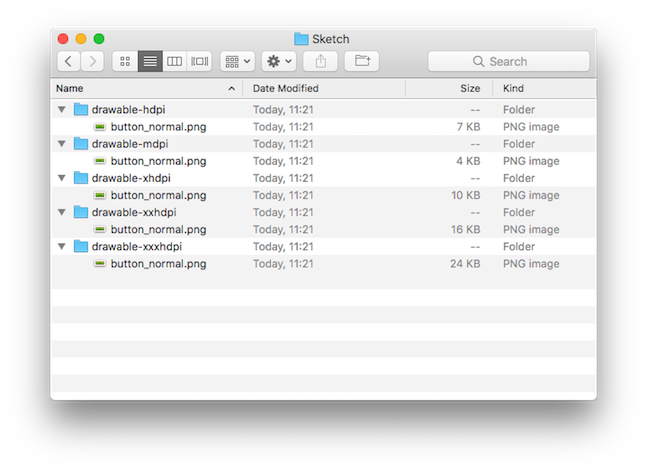 Sketch
Search
Name Date Modified Size Kind
drawable-hdpi Today, 11:21 -- Folder
button_normal.png Today, 11:21 7 KB PNG image
drawable-mdpi Today, 11:21 -- Folder
button_normal.png Today, 11:21 4 KB PNG image
drawable-xhdpi Today, 11:21 -- Folder
button_normal.png Today, 11:21 10 KB PNG image
drawable-xxhdpi Today, 11:21 -- Folder
button_normal.png Today, 11:21 16 KB PNG image
drawable-xxxhdpi Today, 11:21 -- Folder
button_normal.png Today, 11:21 24 KB PNG image